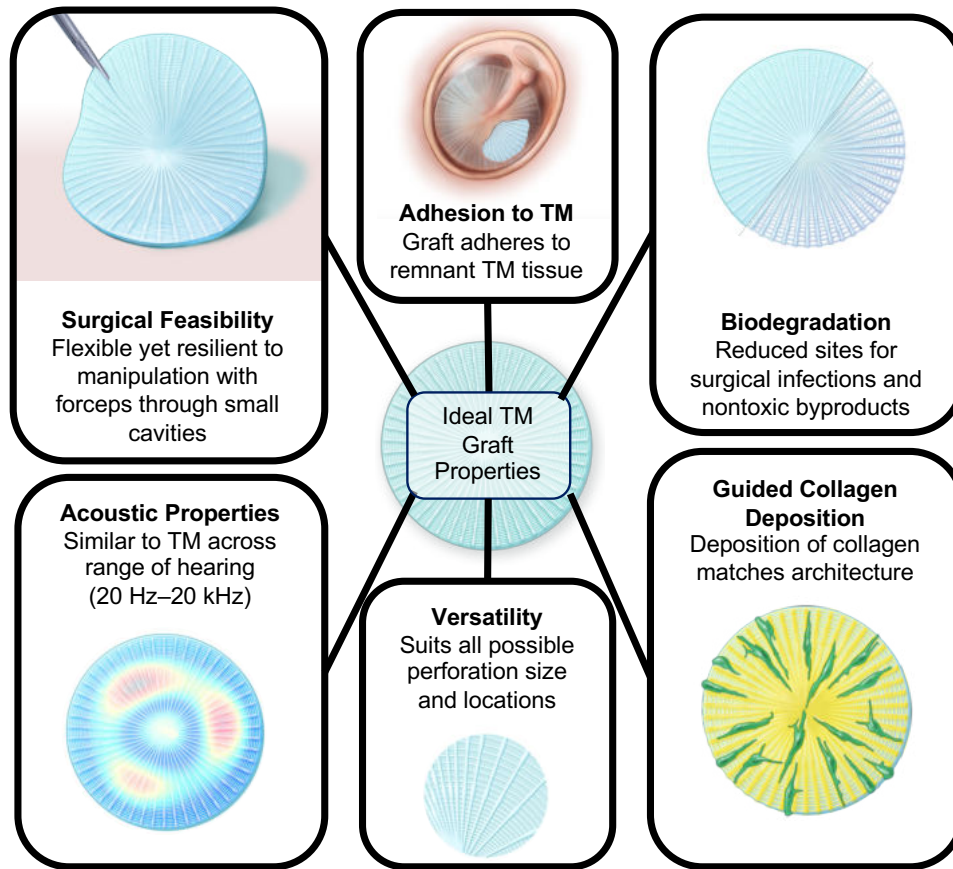 Surgical Feasibility
Flexible yet resilient to
manipulation with
forceps through small
cavities
Adhesion to TM
Graft adheres to
remnant TM tissue
Biodegradation
Reduced sites for
surgical infections and
nontoxic byproducts
Ideal TM
Graft
Properties
Acoustic Properties
Similar to TM across
range of hearing
(20 Hz–20 kHz)
Versatility
Suits all possible
perforation size
and locations
Guided Collagen
Deposition
Deposition of collagen
matches architecture